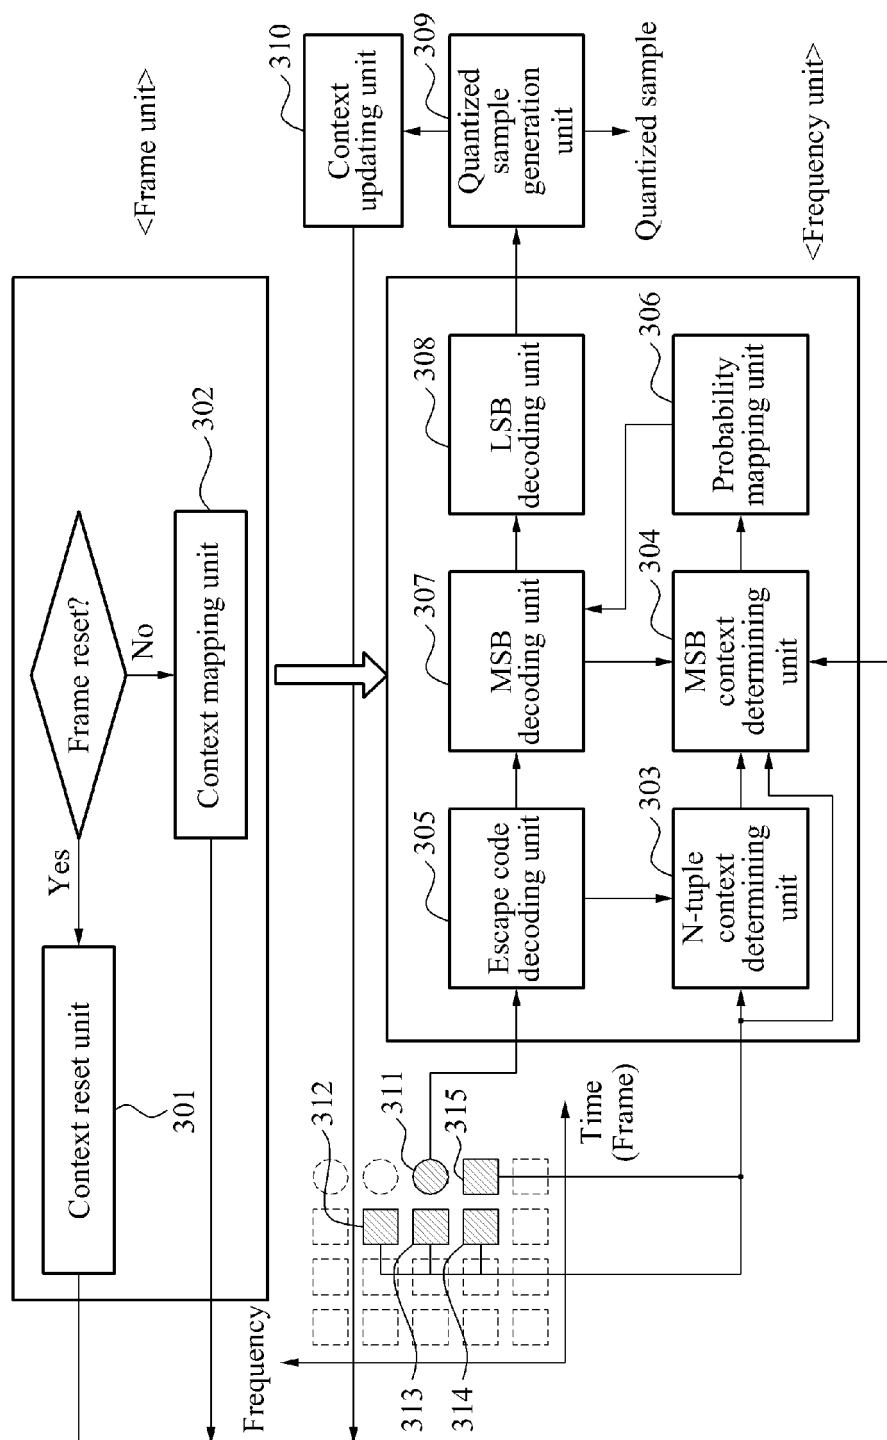 <Frame unit>
Frame reset?
Yes
No
Context reset unit
301
Context mapping unit
302
Context
updating unit
310
Frequency
312
311
315
313
314
Time
(Frame)
Escape code
decoding unit
305
MSB
decoding unit
307
LSB
decoding unit
308
Quantized
sample
generation
unit
309
Quantized sample
N-tuple
context
determining
unit
303
MSB
context
determining
unit
304
Probability
mapping unit
306
<Frequency unit>